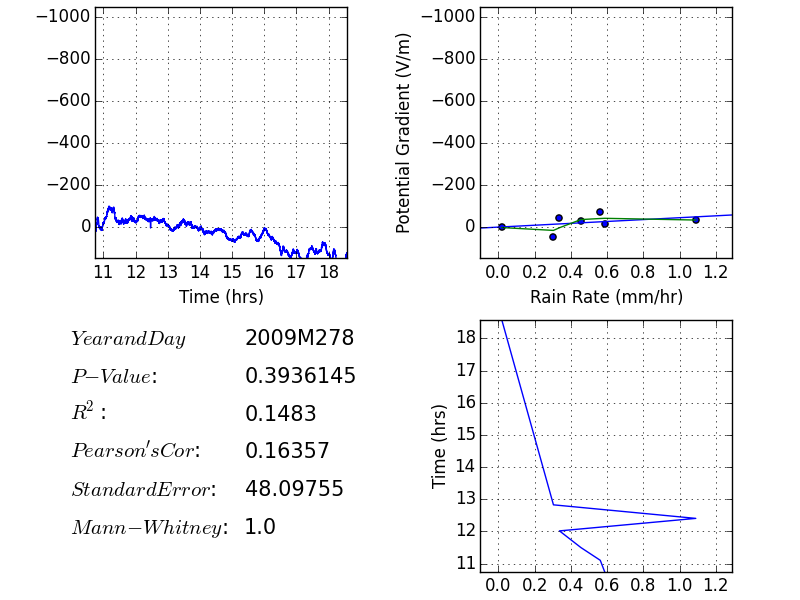 −1000
−800
−600
−400
−200
0
11 12 13 14 15 16 17 18
Time (hrs)
Potential Gradient (V/m)
−1000
−800
−600
−400
−200
0
0.0 0.2 0.4 0.6 0.8 1.0 1.2
Rain Rate (mm/hr)
YearandDay 2009M278
P−Value: 0.3936145
R²: 0.1483
Pearson'sCor: 0.16357
StandardError: 48.09755
Mann−Whitney: 1.0
Time (hrs)
18
17
16
15
14
13
12
11
0.0 0.2 0.4 0.6 0.8 1.0 1.2